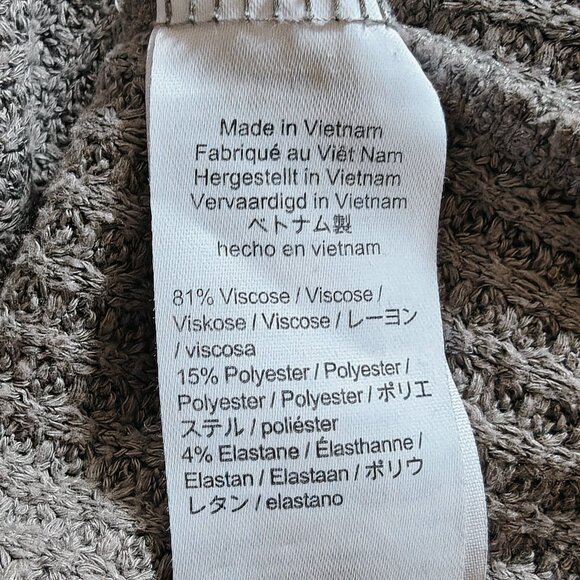 Made in Vietnam
Fabriqué au Viêt Nam
Hergestellt in Vietnam
Vervaardigd in Vietnam
ベトナム製
hecho en vietnam
81% Viscose / Viscose /
Viskose / Viscose / レーヨン
/ viscosa
15% Polyester / Polyester /
Polyester / Polyester / ポリエ
ステル / poliéster
4% Elastane / Élasthanne /
Elastan / Elastaan / ポリウ
レタン / elastano